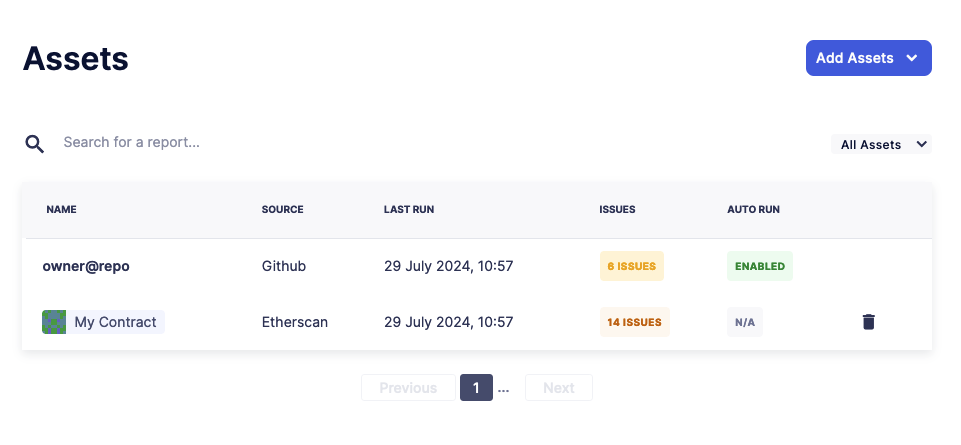 Assets
Add Assets
Search for a report...
All Assets
NAME SOURCE LAST RUN ISSUES AUTO RUN
owner@repo Github 29 July 2024, 10:57 6 ISSUES ENABLED
My Contract Etherscan 29 July 2024, 10:57 14 ISSUES N/A
Previous 1 ... Next